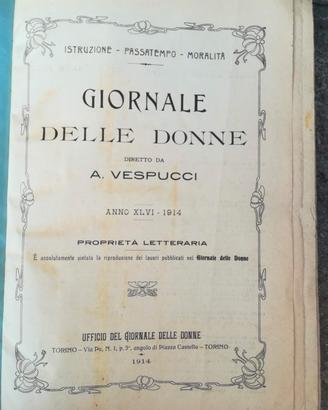 ISTRUZIONE - PASSATEMPO - MORALITÀ
GIORNALE
DELLE DONNE
DIRETTO DA
A. VESPUCCI
ANNO XLVI - 1914
PROPRIETÀ LETTERARIA
È assolutamente vietata la riproduzione dei lavori pubblicati nel Giornale delle Donne
UFFICIO DEL GIORNALE DELLE DONNE
TORINO - Via Po, N. 1, p. 3°, angolo di Piazza Castello - TORINO
1914